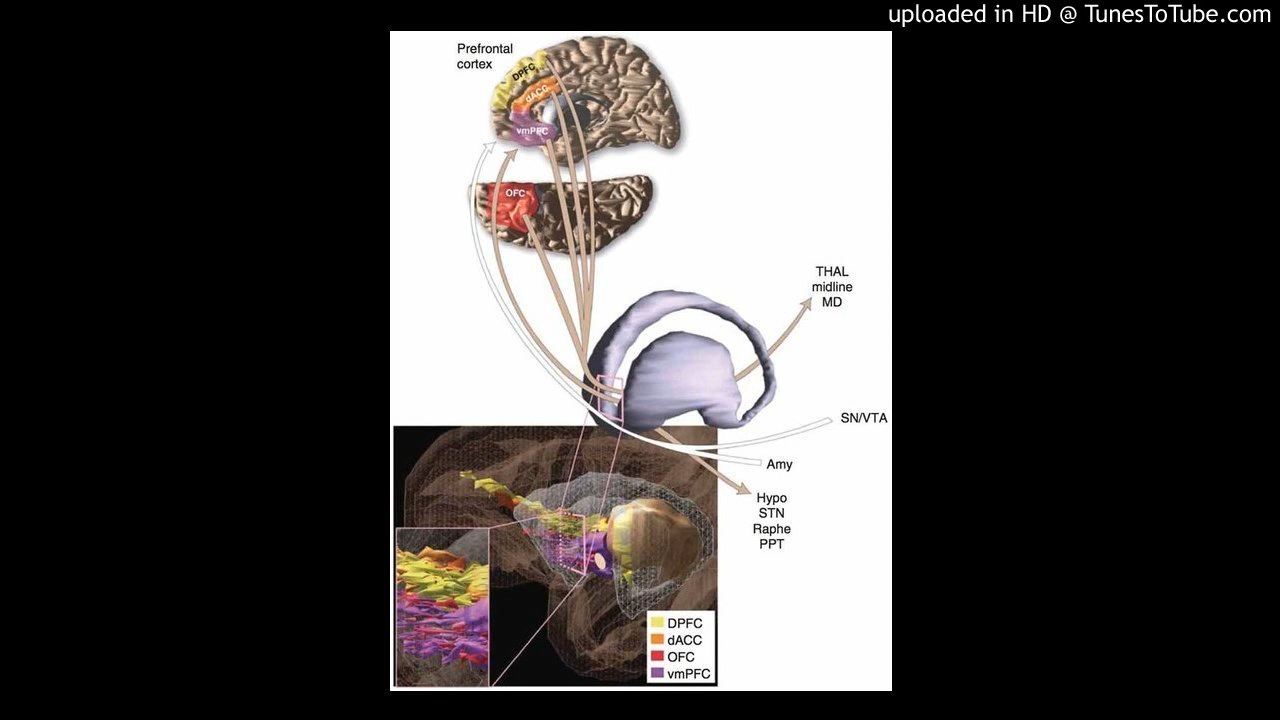 uploaded in HD @ TunesToTube.com
Prefrontal
cortex
DPFC
dACC
vmPFC
OFC
THAL
midline
MD
SN/VTA
Amy
Hypo
STN
Raphe
PPT
DPFC
dACC
OFC
vmPFC